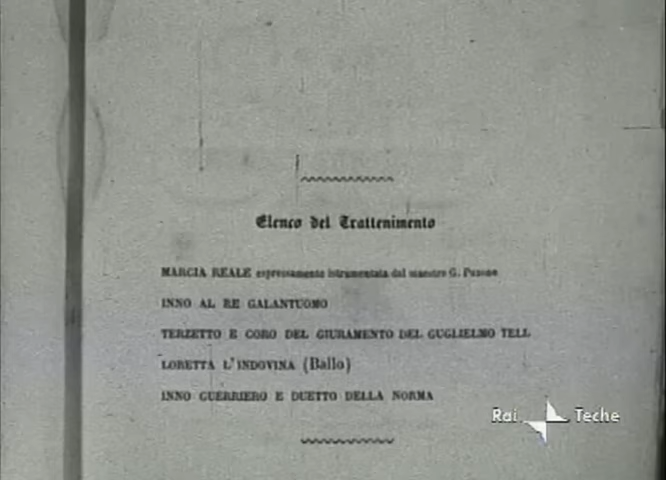 Elenco del Trattenimento
MARCIA REALE espressamente istrumentata dal maestro G. Puzone
INNO AL RE GALANTUOMO
TERZETTO E CORO DEL GIURAMENTO DEL GUGLIELMO TELL
LORETTA L'INDOVINA (Ballo)
INNO GUERRIERO E DUETTO DELLA NORMA
Rai Teche